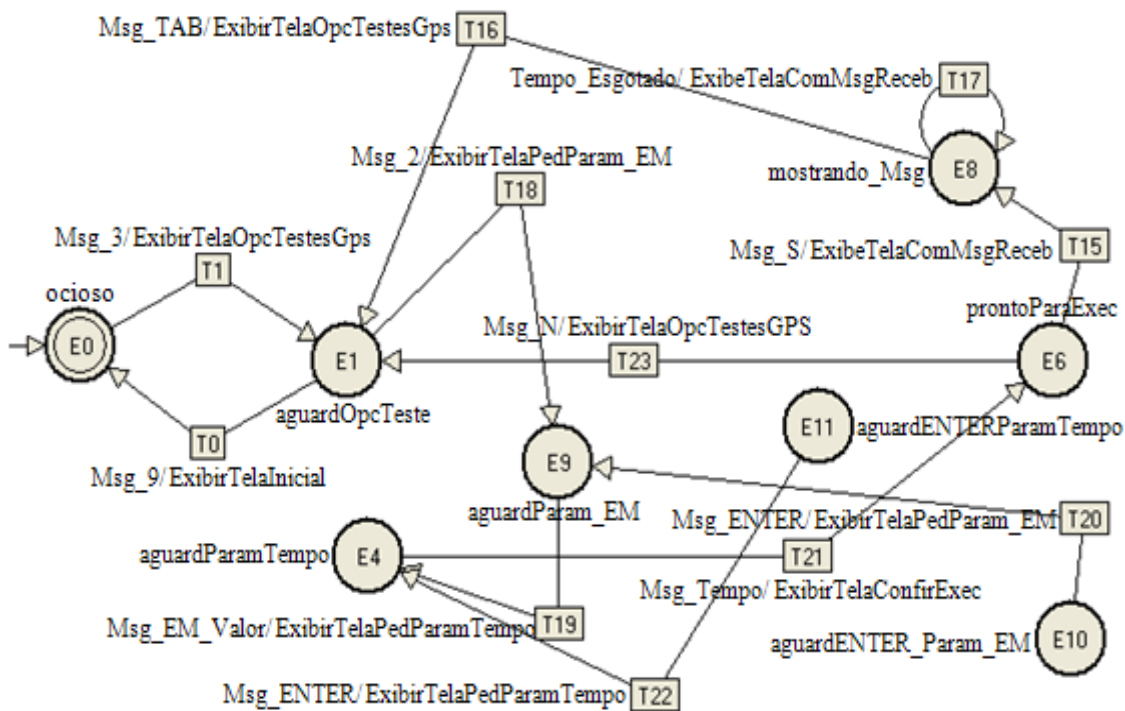 Msg_TAB/ExibirTelaOpcTestesGps T16
Tempo_Esgotado/ ExibeTelaComMsgReceb T17
Msg_2/ExibirTelaPedParam_EM
T18
mostrando_Msg E8
Msg_3/ExibirTelaOpcTestesGps
T1
Msg_S/ExibeTelaComMsgReceb T15
ocioso
E0
prontoParaExec
Msg_N/ExibirTelaOpcTestesGPS
E1
T23
E6
aguardOpcTeste
E11 aguardENTERParamTempo
T0
Msg_9/ExibirTelaInicial
E9
aguardParam_EM
Msg_ENTER/ExibirTelaPedParam_EM T20
aguardParamTempo E4
T21
Msg_Tempo/ ExibirTelaConfirExec
Msg_EM_Valor/ExibirTelaPedParamTempo T19
aguardENTER_Param_EM E10
Msg_ENTER/ExibirTelaPedParamTempo T22